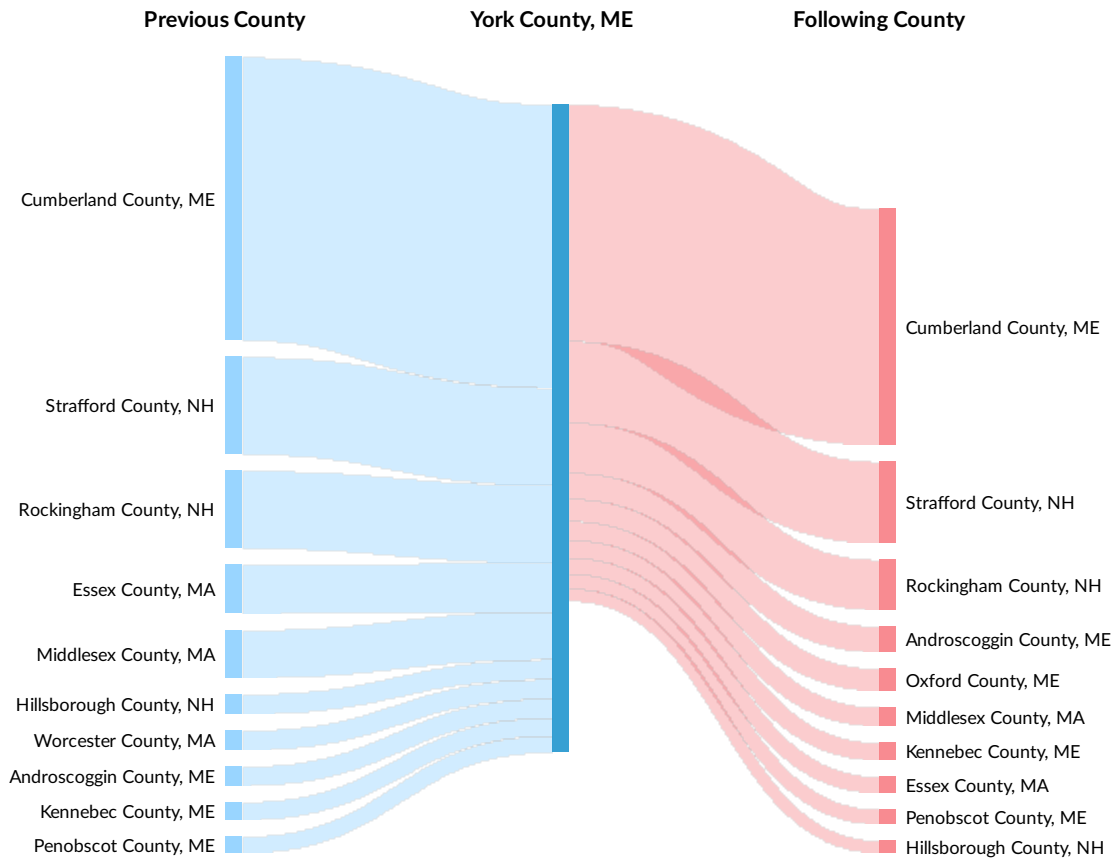 Previous County
York County, ME
Following County
Cumberland County, ME
Strafford County, NH
Rockingham County, NH
Essex County, MA
Middlesex County, MA
Hillsborough County, NH
Worcester County, MA
Androscoggin County, ME
Kennebec County, ME
Penobscot County, ME
Cumberland County, ME
Strafford County, NH
Rockingham County, NH
Androscoggin County, ME
Oxford County, ME
Middlesex County, MA
Kennebec County, ME
Essex County, MA
Penobscot County, ME
Hillsborough County, NH